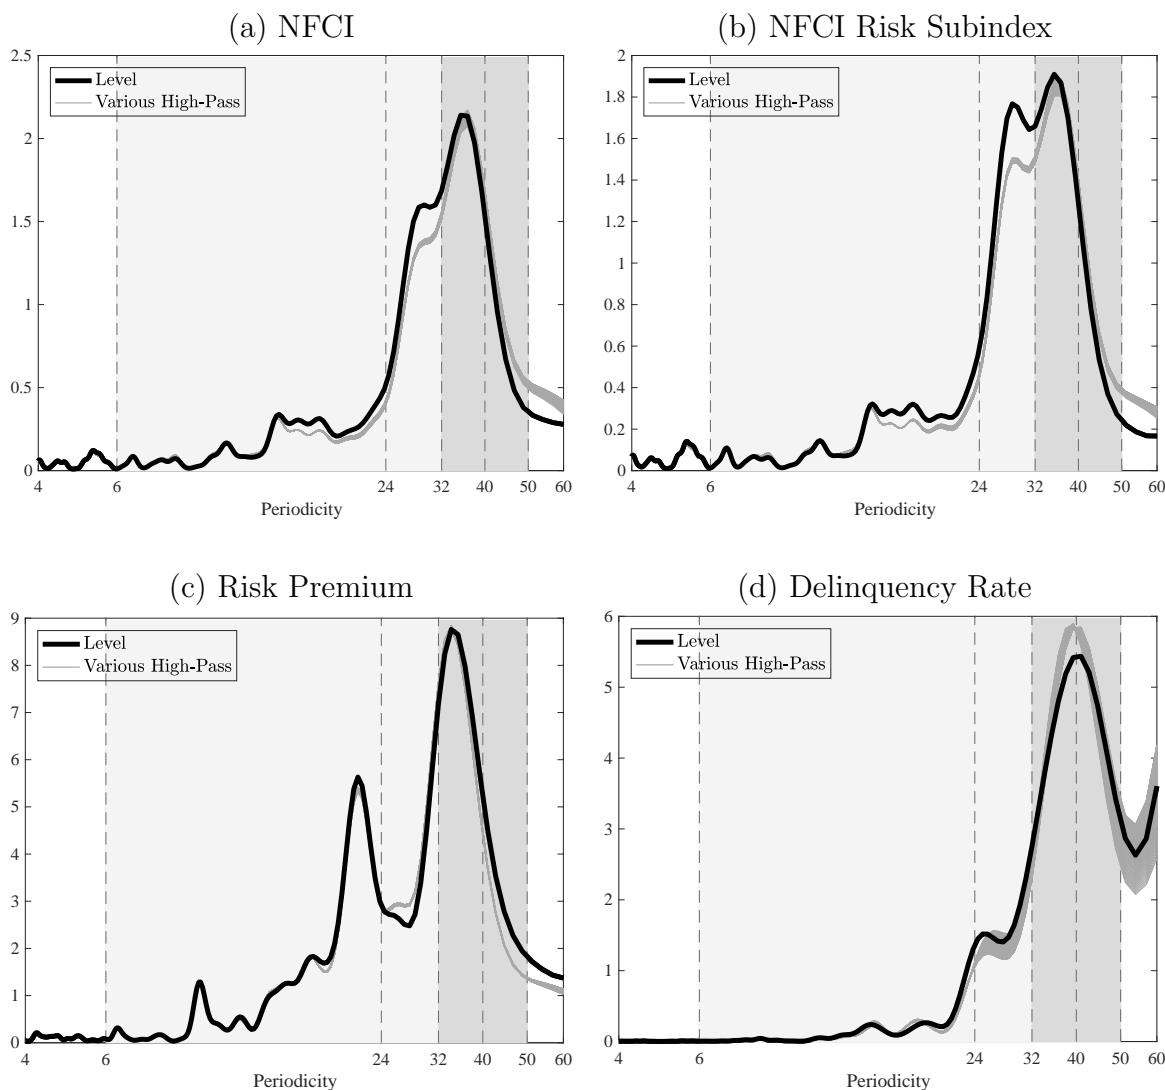 (a) NFCI
2.5
2
1.5
1
0.5
0
Level
Various High-Pass
4 6 24 32 40 50 60
Periodicity
(b) NFCI Risk Subindex
2
1.8
1.6
1.4
1.2
1
0.8
0.6
0.4
0.2
0
Level
Various High-Pass
4 6 24 32 40 50 60
Periodicity
(c) Risk Premium
9
8
7
6
5
4
3
2
1
0
Level
Various High-Pass
4 6 24 32 40 50 60
Periodicity
(d) Delinquency Rate
6
5
4
3
2
1
0
Level
Various High-Pass
4 6 24 32 40 50 60
Periodicity